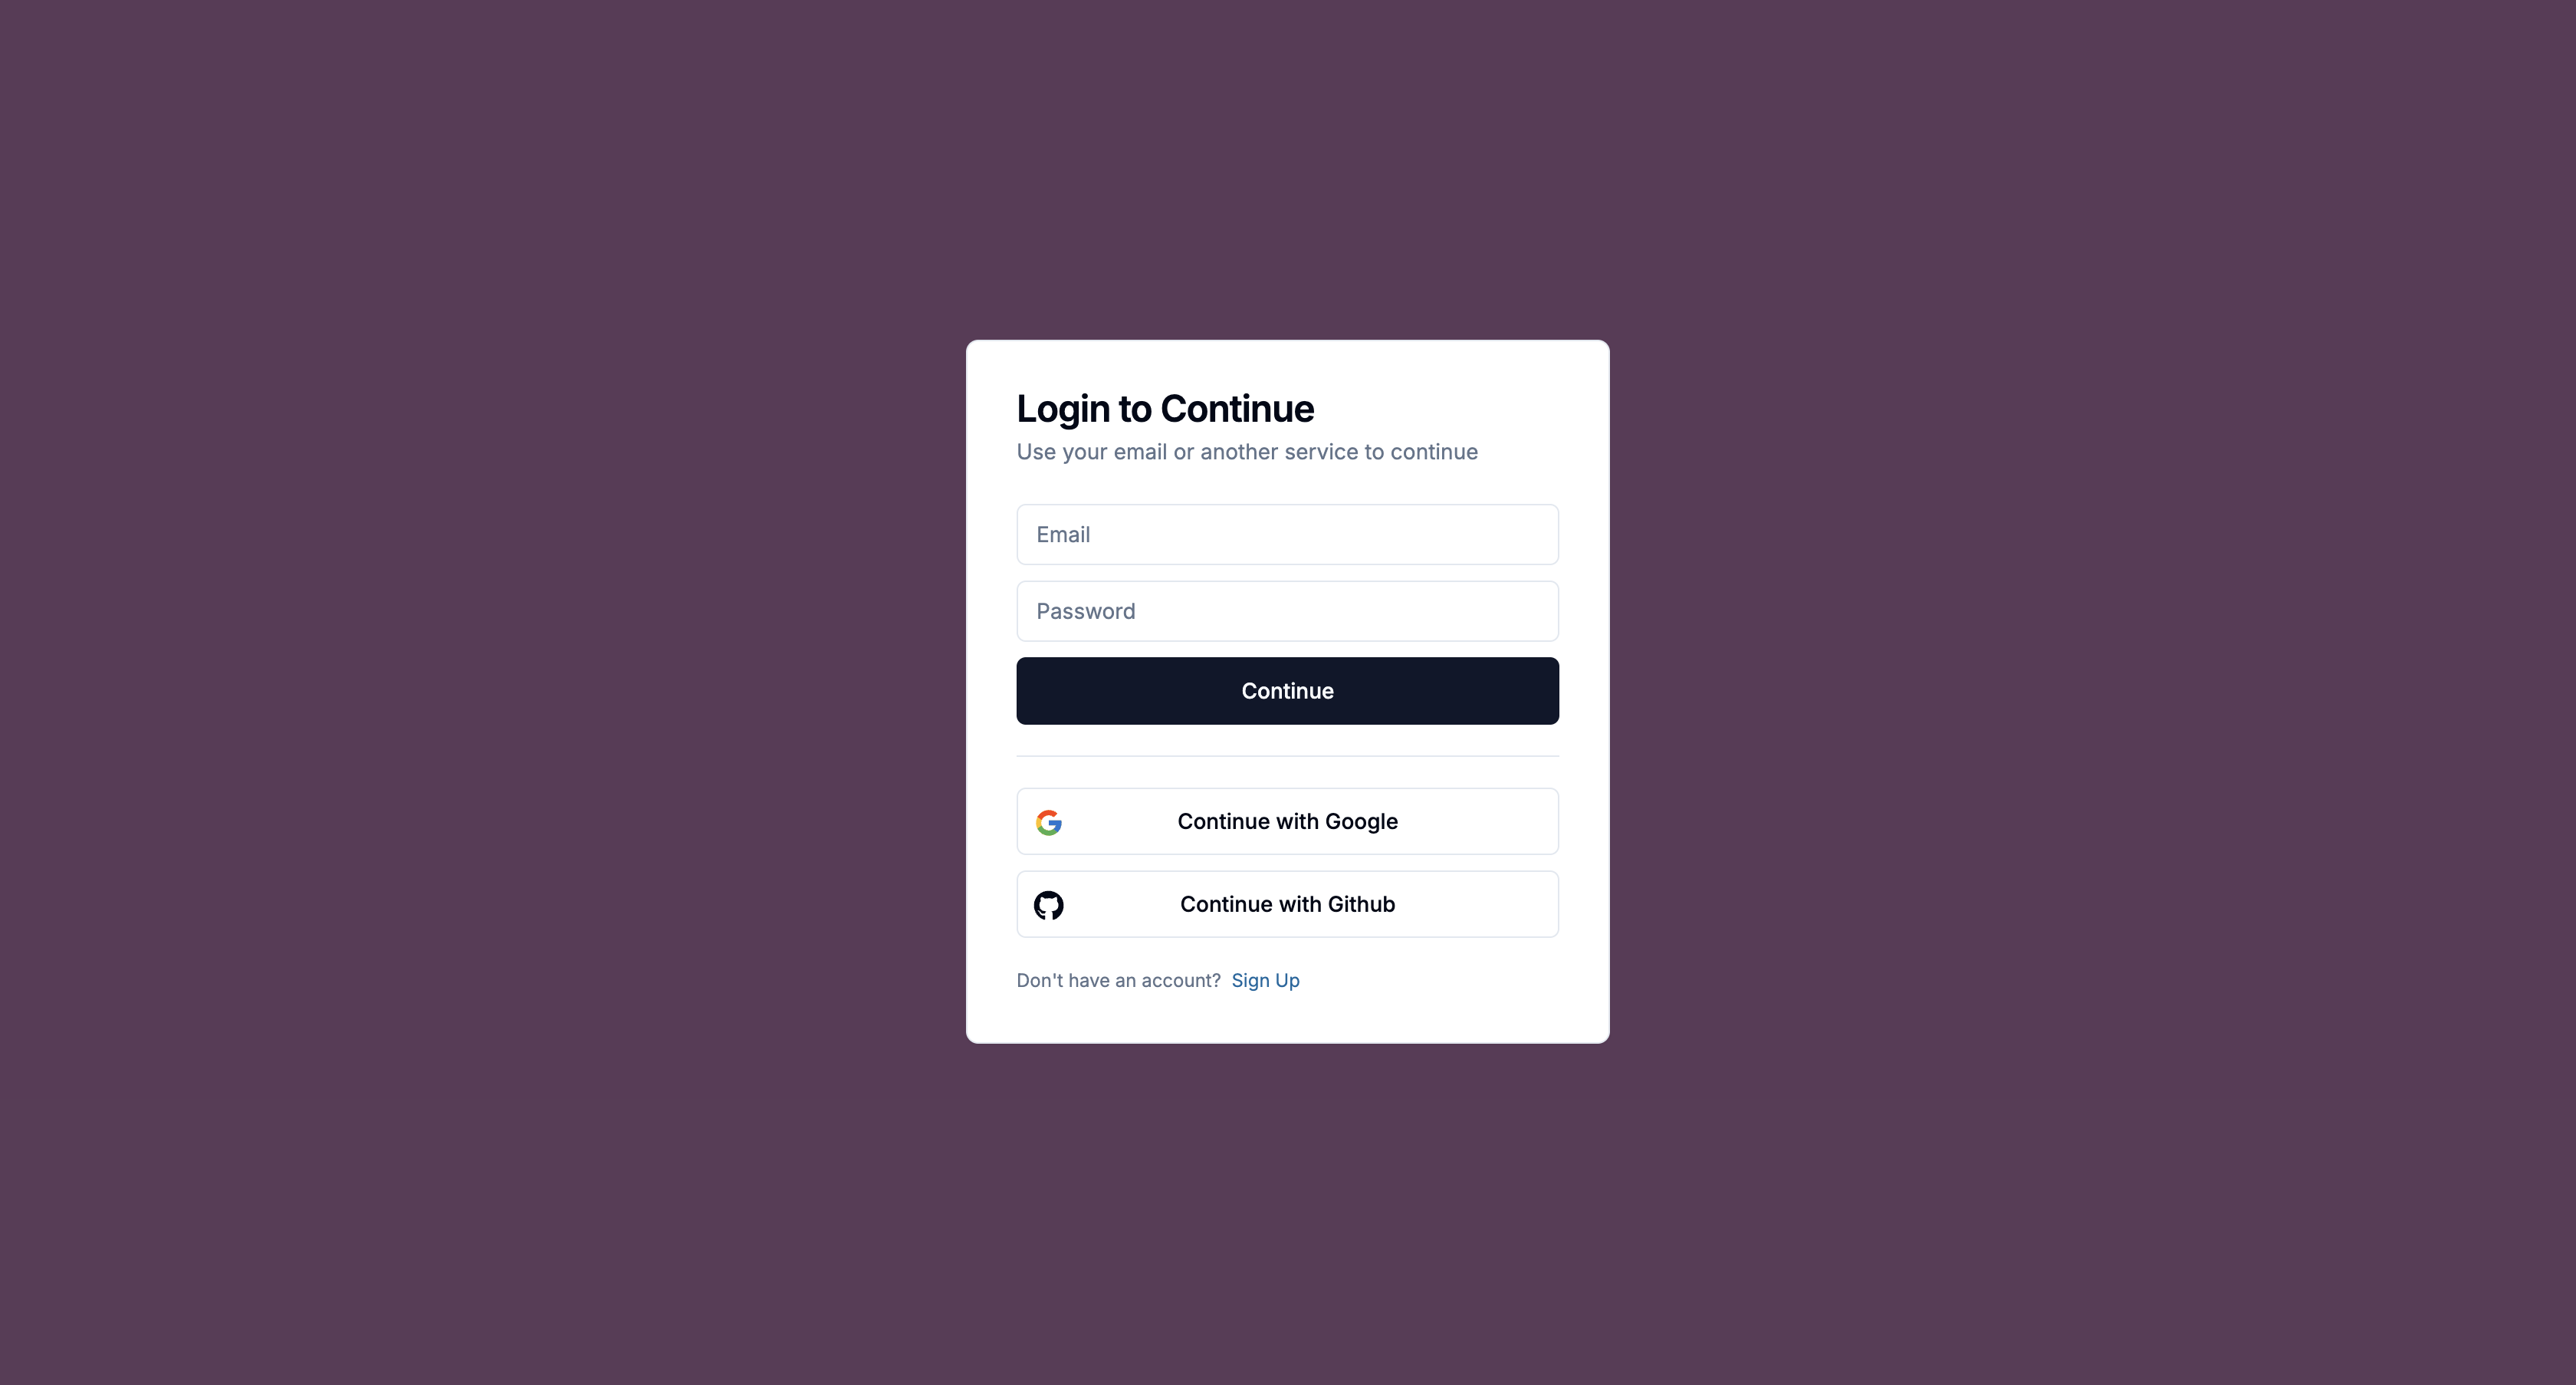 Login to Continue
Use your email or another service to continue
Email
Password
Continue
Continue with Google
Continue with Github
Don't have an account? Sign Up